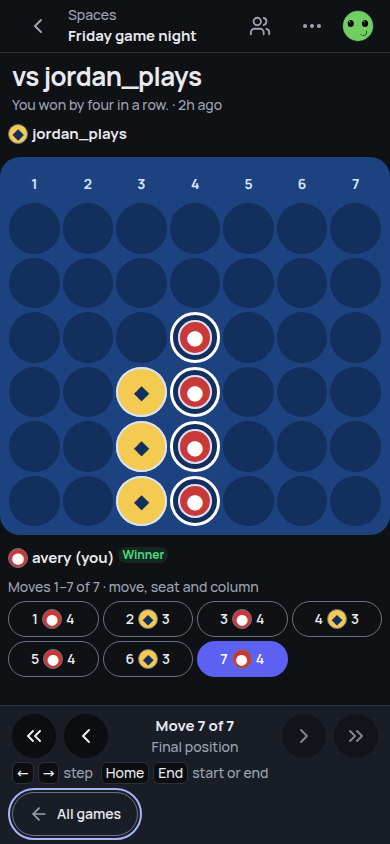 Spaces
Friday game night
vs jordan_plays
You won by four in a row. · 2h ago
jordan_plays
1 2 3 4 5 6 7
avery (you) Winner
Moves 1–7 of 7 · move, seat and column
1 4 2 3 3 4 4 3
5 4 6 3 7 4
Move 7 of 7
Final position
← → step Home End start or end
← All games